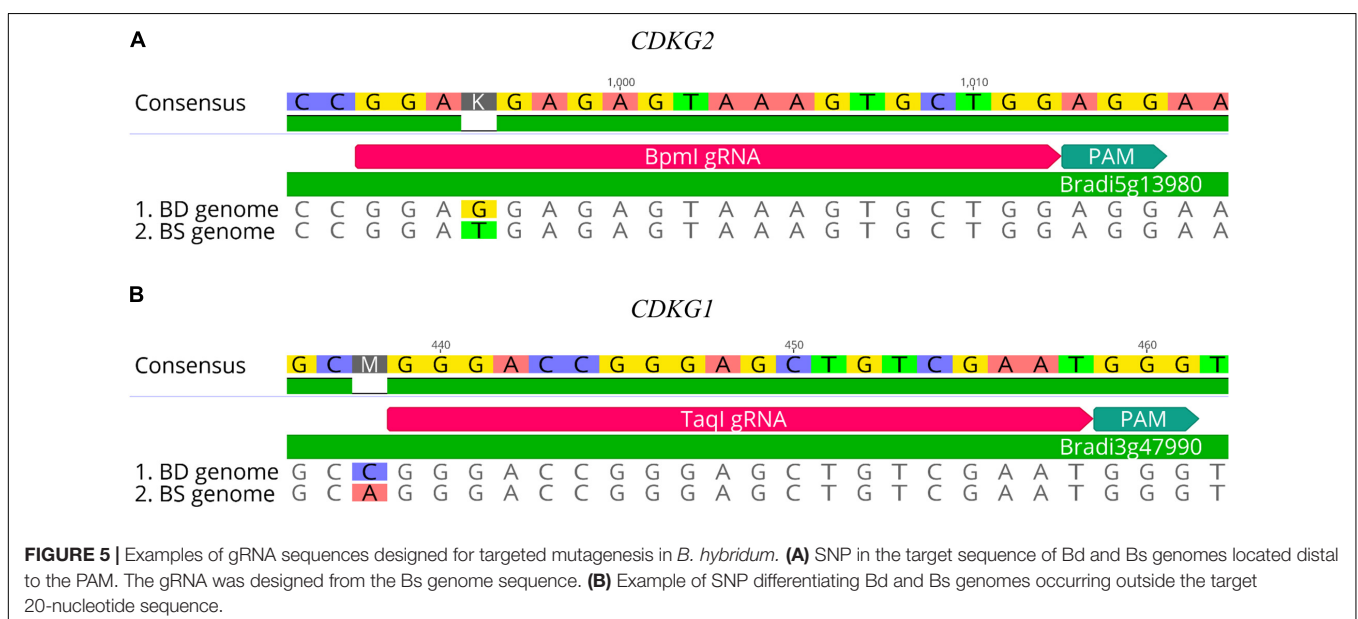 A
CDKG2
1,000 1,010
Consensus C C G G A K G A G A G T A A A G T G C T G G A G G A A
BpmI gRNA PAM
Bradi5g13980
1. BD genome C C G G A G G A G A G T A A A G T G C T G G A G G A A
2. BS genome C C G G A T G A G A G T A A A G T G C T G G A G G A A
B
CDKG1
440 450 460
Consensus G C M G G G A C C G G G A G C T G T C G A A T G G G T
TaqI gRNA PAM
Bradi3g47990
1. BD genome G C C G G G A C C G G G A G C T G T C G A A T G G G T
2. BS genome G C A G G G A C C G G G A G C T G T C G A A T G G G T
FIGURE 5 | Examples of gRNA sequences designed for targeted mutagenesis in B. hybridum. (A) SNP in the target sequence of Bd and Bs genomes located distal
to the PAM. The gRNA was designed from the Bs genome sequence. (B) Example of SNP differentiating Bd and Bs genomes occurring outside the target
20-nucleotide sequence.